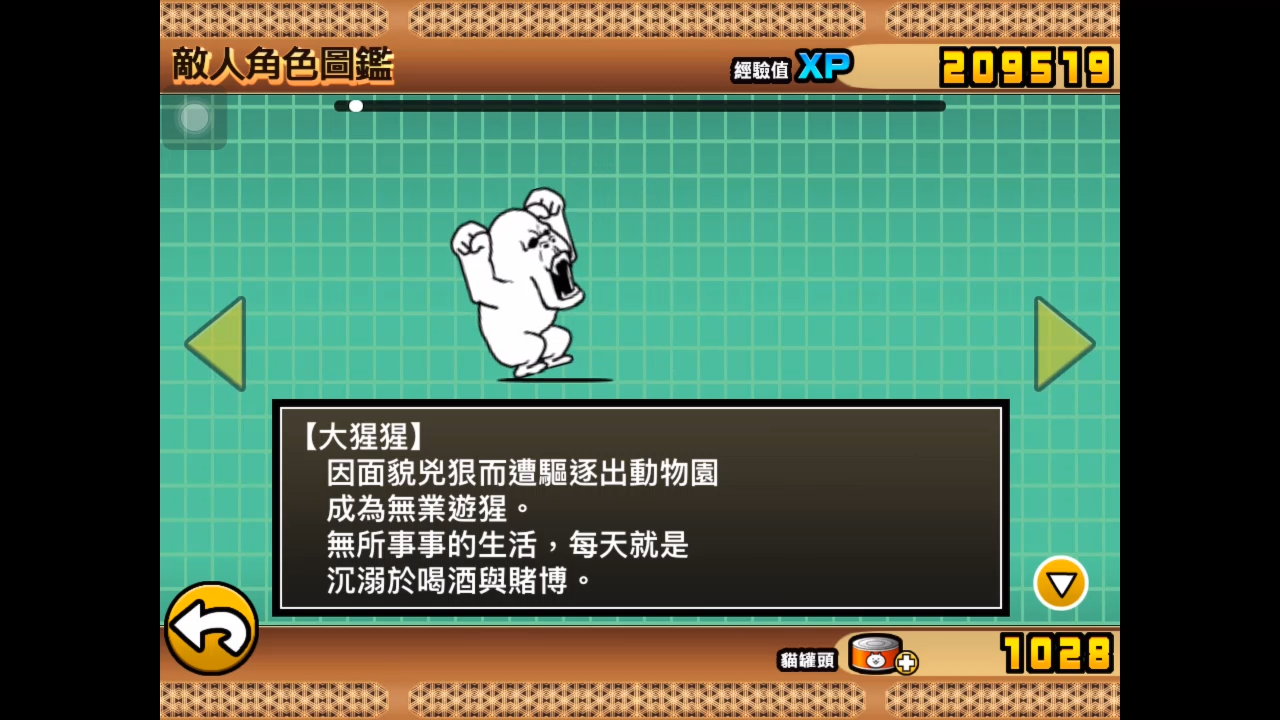 敵人角色圖鑑
經驗值 XP 209519
【大猩猩】
因面貌兇狠而遭驅逐出動物園
成為無業遊猩。
無所事事的生活，每天就是
沉溺於喝酒與賭博。
貓罐頭 1028